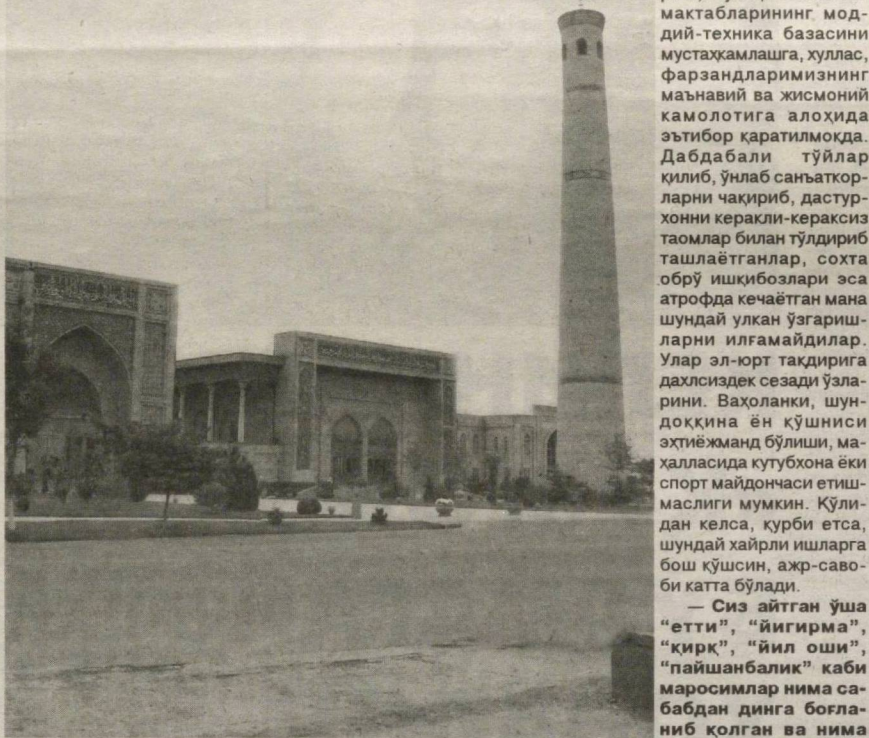 мактабларининг мод-
дий-техника базасини
мустаҳкамлашга, хуллас,
фарзандларимизнинг
маънавий ва жисмоний
камолотига алоҳида
эътибор қаратилмоқда.
Дабдабали тўйлар
қилиб, ўнлаб санъаткор-
ларни чақириб, дастур-
хонни керакли-кераксиз
таомлар билан тўлдириб
ташлаётганлар, сохта
обрў ишқибозлари эса
атрофда кечаётган мана
шундай улкан ўзгариш-
ларни илғамайдилар.
Улар эл-юрт тақдирига
дахлсиздек сезади ўзла-
рини. Ваҳоланки, шун-
доққина ён қўшниси
эҳтиёжманд бўлиши, ма-
ҳалласида кутубхона ёки
спорт майдончаси етиш-
маслиги мумкин. Қўли-
дан келса, қурби етса,
шундай хайрли ишларга
бош қўшсин, ажр-саво-
би катта бўлади.
— Сиз айтган ўша
“етти”, “йигирма”,
“қирқ”, “йил оши”,
“пайшанбалик” каби
маросимлар нима са-
бабдан динга боғла-
ниб қолган ва нима